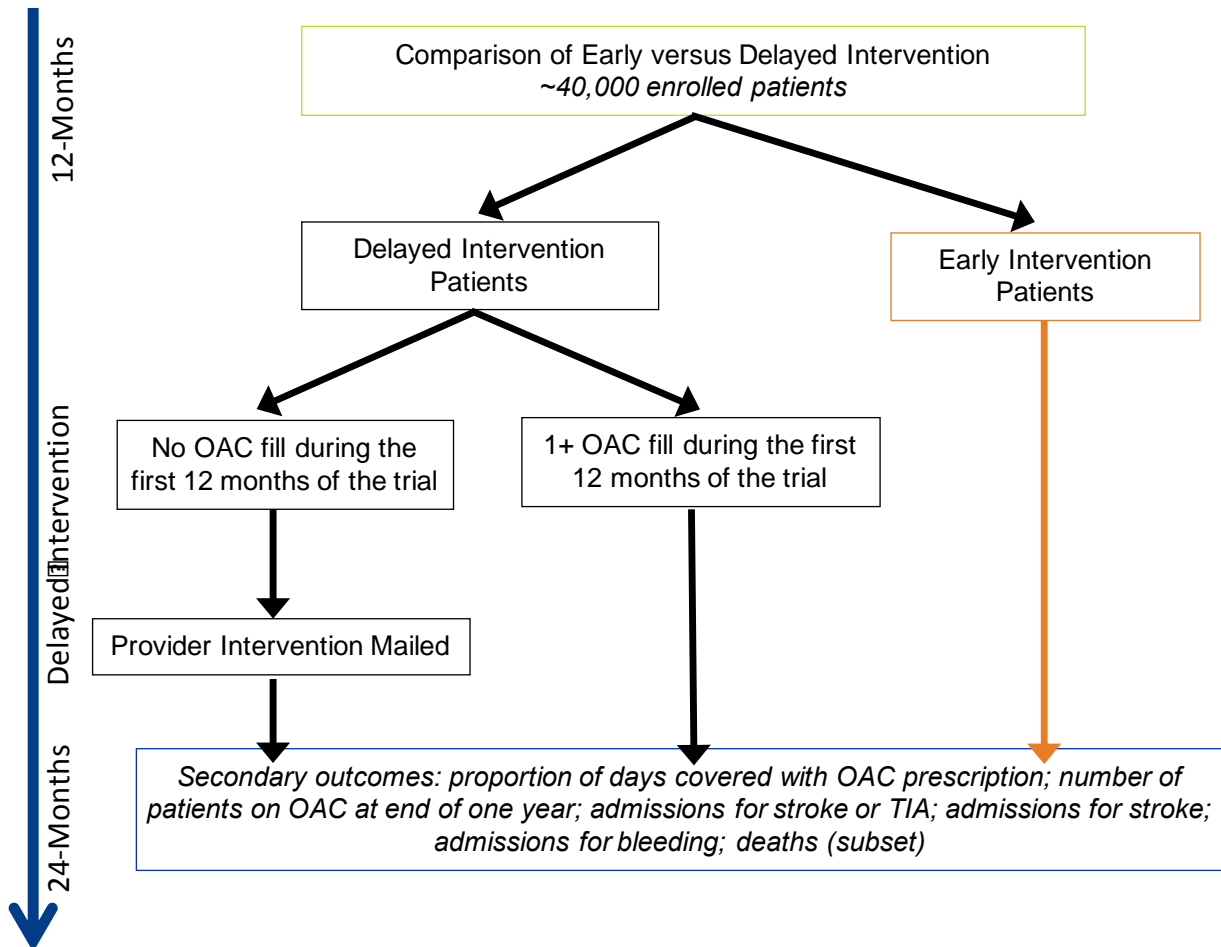 12-Months
Comparison of Early versus Delayed Intervention
~40,000 enrolled patients
Delayed Intervention
Patients
Early Intervention
Patients
Delayed Intervention
No OAC fill during the
first 12 months of the trial
1+ OAC fill during the first
12 months of the trial
Provider Intervention Mailed
24-Months
Secondary outcomes: proportion of days covered with OAC prescription; number of
patients on OAC at end of one year; admissions for stroke or TIA; admissions for stroke;
admissions for bleeding; deaths (subset)